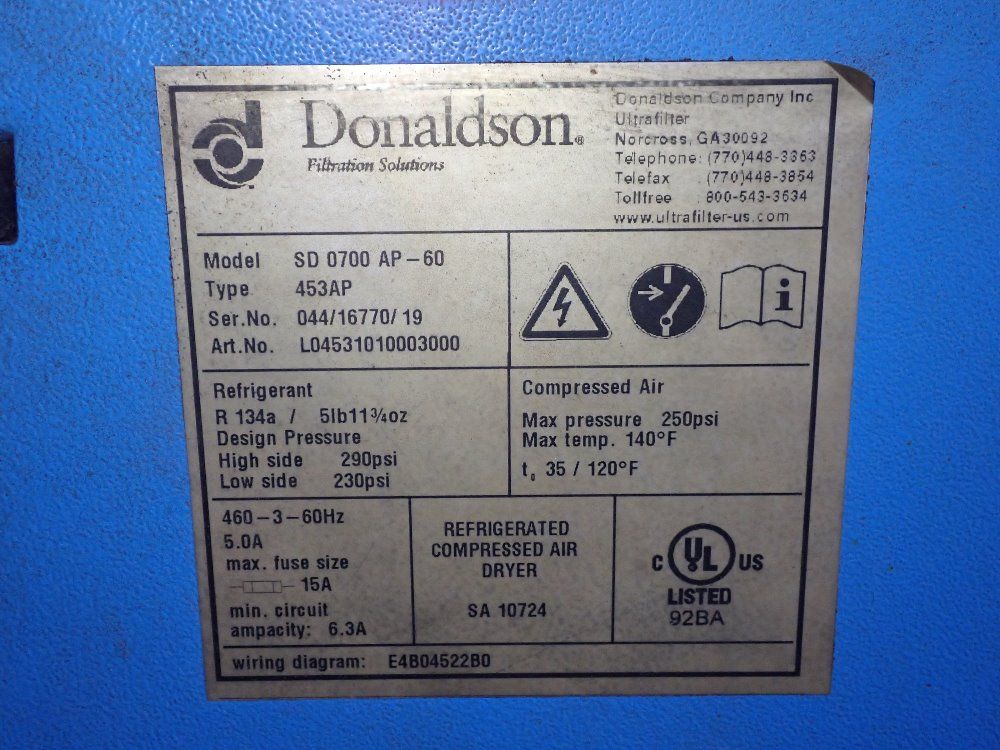 Donaldson®
Filtration Solutions
Donaldson Company Inc
Ultrafilter
Norcross, GA30092
Telephone: (770)448-3363
Telefax : (770)448-3854
Tollfree : 800-543-3634
www.ultrafilter-us.com
Model SD 0700 AP-60
Type 453AP
Ser.No. 044/16770/19
Art.No. L04531010003000
Refrigerant
R 134a / 5lb11¾oz
Design Pressure
High side 290psi
Low side 230psi
Compressed Air
Max pressure 250psi
Max temp. 140°F
t₀ 35 / 120°F
460-3-60Hz
5.0A
max. fuse size
15A
min. circuit
ampacity: 6.3A
REFRIGERATED
COMPRESSED AIR
DRYER
SA 10724
C UL US
LISTED
92BA
wiring diagram: E4B04522B0